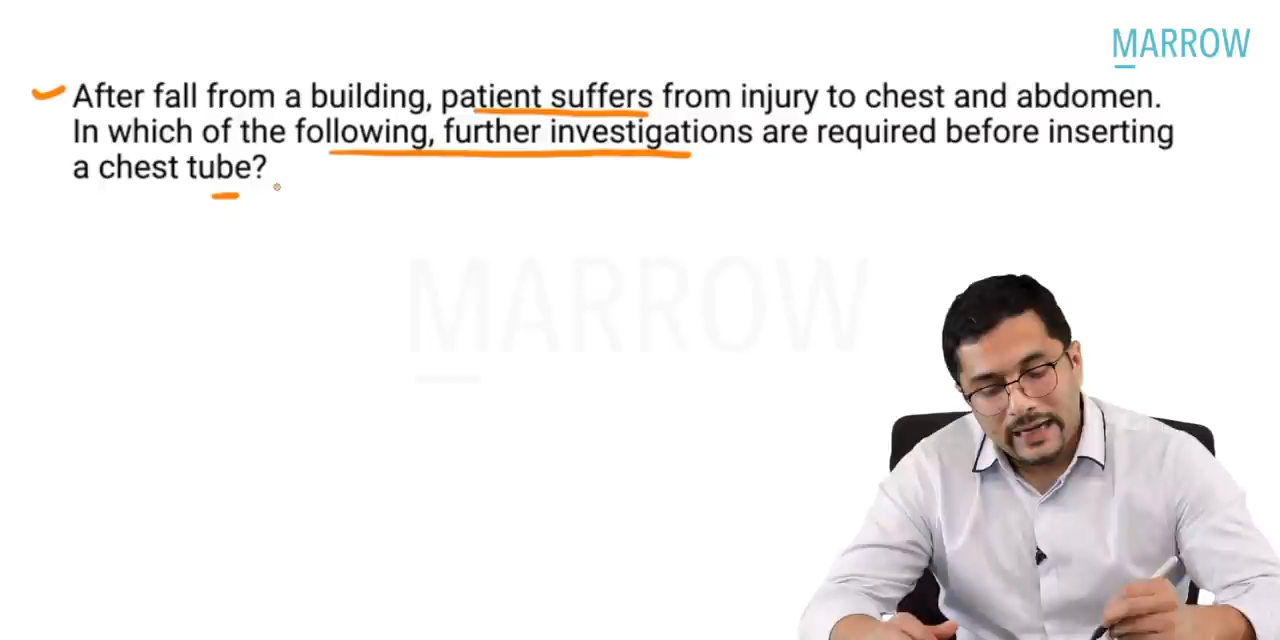 MARROW
After fall from a building, patient suffers from injury to chest and abdomen.
In which of the following, further investigations are required before inserting
a chest tube?
MARROW